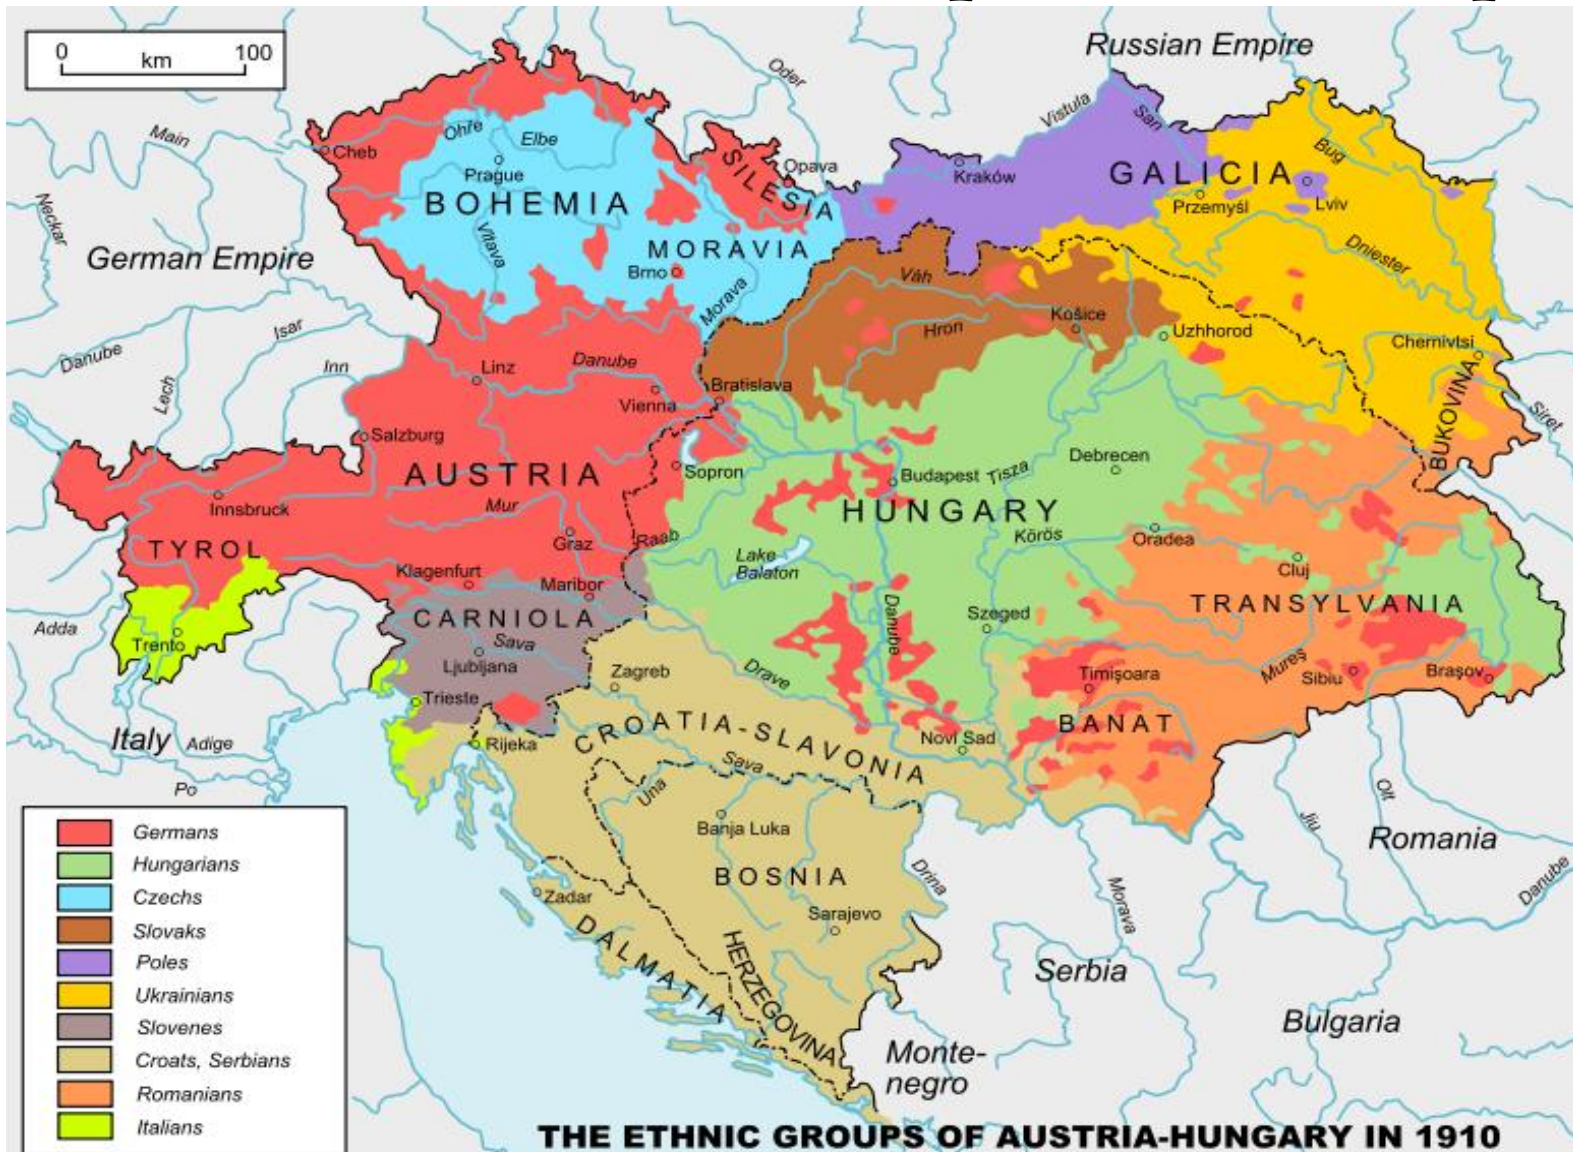 0 100
km
Russian Empire
Oder
Vistula
San
Main
Ohře
Elbe
Cheb
Prague
SILESIA
Opava
Kraków
GALICIA
Bug
Przemyśl
Lviv
Neckar
BOHEMIA
Vltava
MORAVIA
Brno
Morava
German Empire
Dniester
Váh
Hron
Košice
Uzhhorod
Chernivtsi
Danube
Isar
Inn
Lech
Linz
Danube
Vienna
Bratislava
BUKOVINA
Siret
Salzburg
AUSTRIA
Sopron
Budapest
Tisza
Debrecen
Innsbruck
Mur
HUNGARY
TYROL
Graz
Raab
Lake
Balaton
Körös
Oradea
Klagenfurt
Maribor
Cluj
CARNIOLA
Danube
Szeged
TRANSYLVANIA
Adda
Trento
Sava
Ljubljana
Zagreb
Drave
Timişoara
Mureş
Sibiu
Braşov
Trieste
Italy
Adige
Rijeka
CROATIA-SLAVONIA
Novi Sad
BANAT
Po
Una
Sava
Banja Luka
Jiu
Olt
Romania
BOSNIA
Drina
Danube
Zadar
Sarajevo
Morava
DALMATIA
HERZEGOVINA
Serbia
Bulgaria
Monte-
negro
Germans
Hungarians
Czechs
Slovaks
Poles
Ukrainians
Slovenes
Croats, Serbians
Romanians
Italians
THE ETHNIC GROUPS OF AUSTRIA-HUNGARY IN 1910